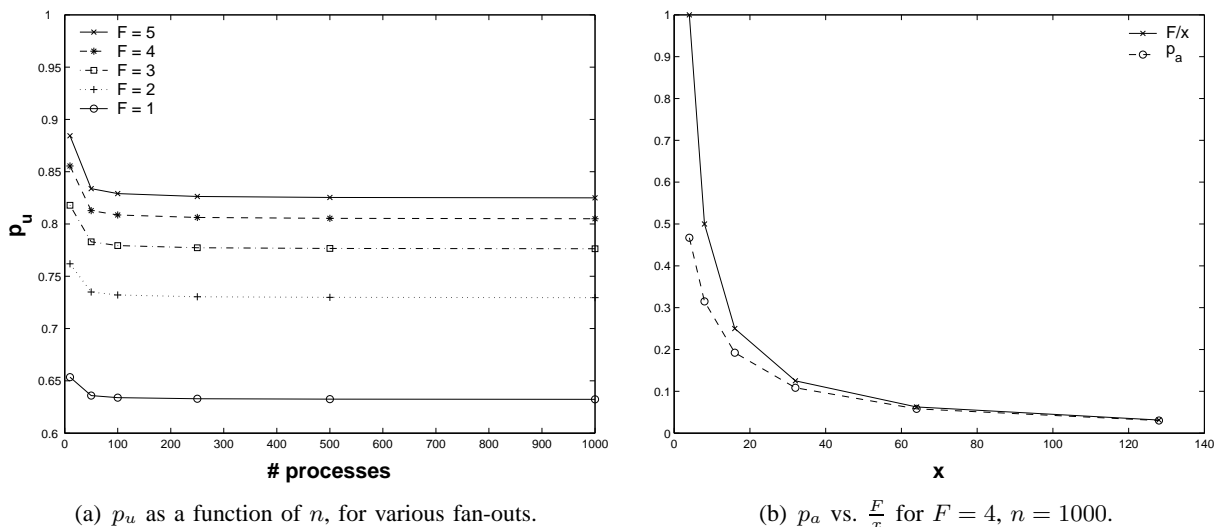 1
0.95
0.9
0.85
0.8
0.75
0.7
0.65
0.6
p_u
F = 5
F = 4
F = 3
F = 2
F = 1
0 100 200 300 400 500 600 700 800 900 1000
# processes
(a) p_u as a function of n, for various fan-outs.
1
0.9
0.8
0.7
0.6
0.5
0.4
0.3
0.2
0.1
0
F/x
p_a
0 20 40 60 80 100 120 140
x
(b) p_a vs. F/x for F = 4, n = 1000.